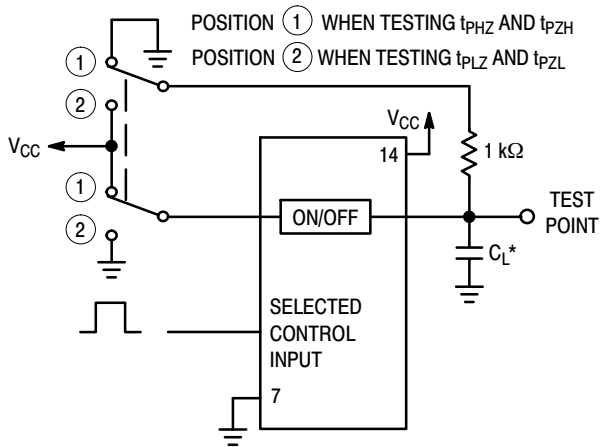 POSITION ① WHEN TESTING tPHZ AND tPZH
POSITION ② WHEN TESTING tPLZ AND tPZL
①
②
VCC
①
②
VCC
14
1 kΩ
ON/OFF
TEST
POINT
CL*
SELECTED
CONTROL
INPUT
7